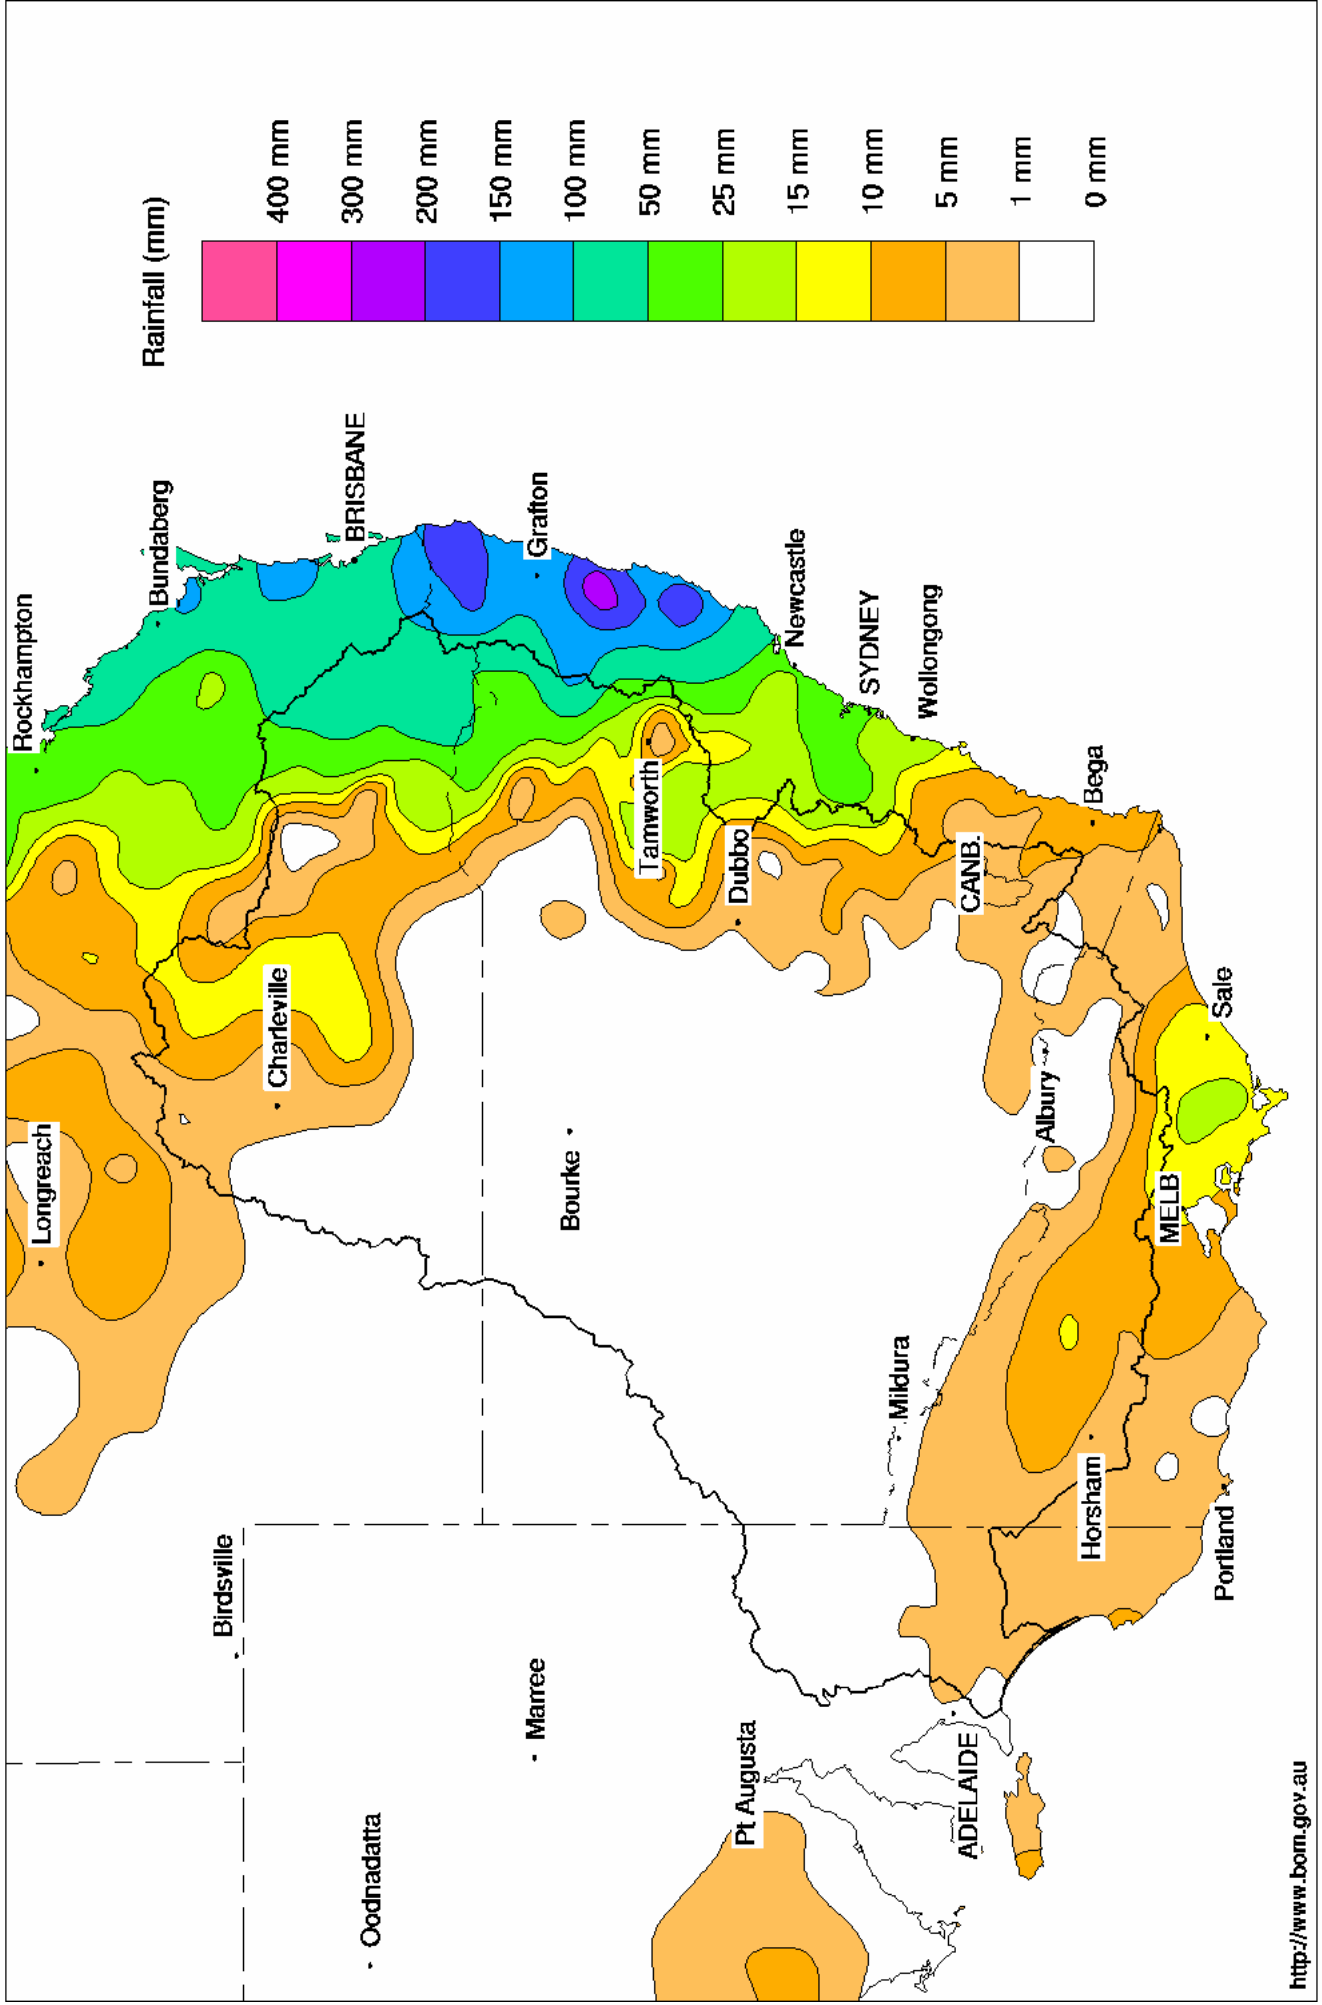 Rockhampton
Bundaberg
BRISBANE
Grafton
Newcastle
SYDNEY
Wollongong
Bega
Tamworth
Dubbo
CANB.
Charleville
Longreach
Bourke
Albury
Sale
MELB
Mildura
Horsham
Portland
Birdsville
Marree
Oodnadatta
Pt Augusta
ADELAIDE
Rainfall (mm)
400 mm
300 mm
200 mm
150 mm
100 mm
50 mm
25 mm
15 mm
10 mm
5 mm
1 mm
0 mm
http://www.bom.gov.au